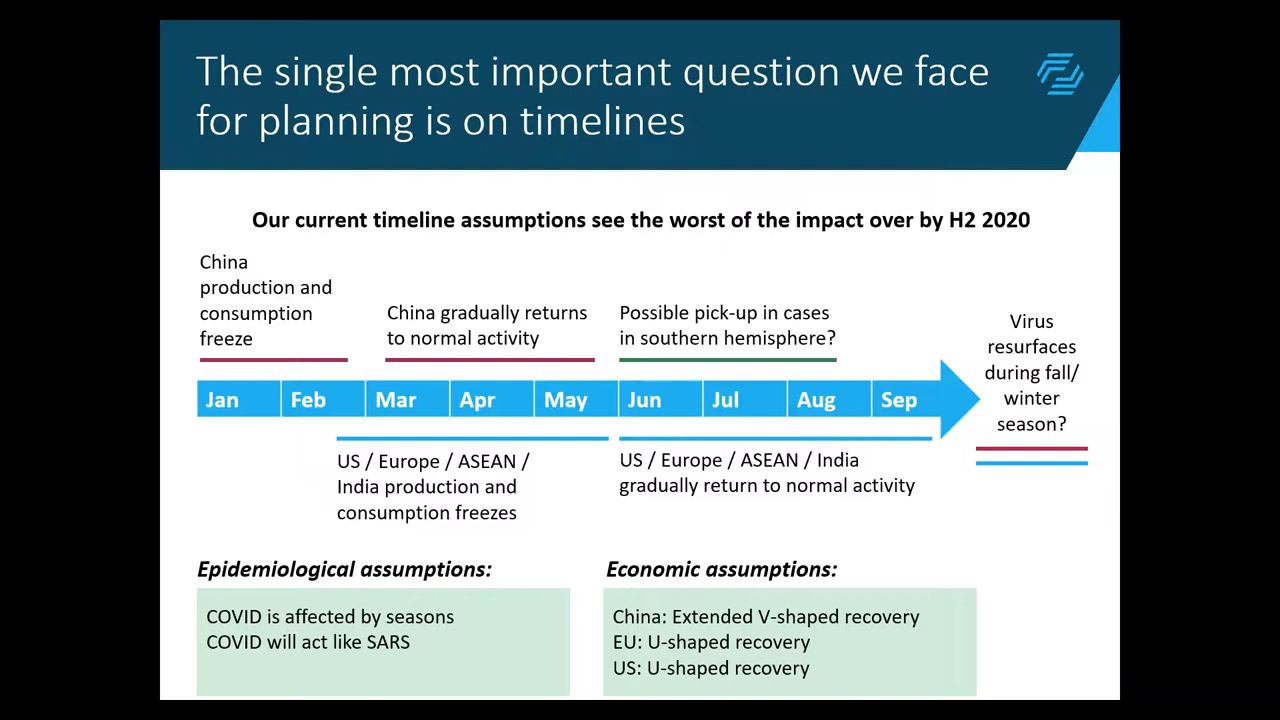 The single most important question we face
for planning is on timelines
Our current timeline assumptions see the worst of the impact over by H2 2020
China
production and
consumption
freeze
China gradually returns
to normal activity
Possible pick-up in cases
in southern hemisphere?
Virus
resurfaces
during fall/
winter
season?
Jan Feb Mar Apr May Jun Jul Aug Sep
US / Europe / ASEAN /
India production and
consumption freezes
US / Europe / ASEAN / India
gradually return to normal activity
Epidemiological assumptions:
COVID is affected by seasons
COVID will act like SARS
Economic assumptions:
China: Extended V-shaped recovery
EU: U-shaped recovery
US: U-shaped recovery